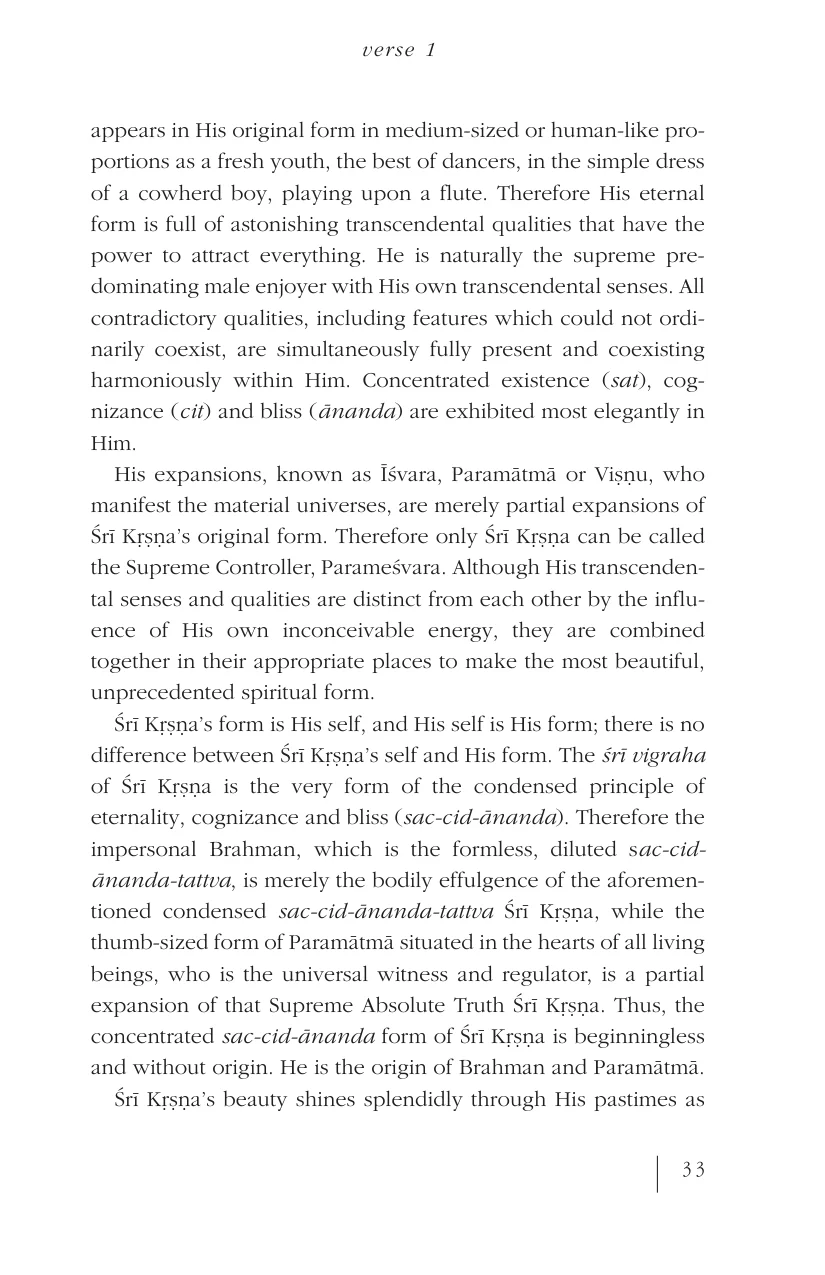 verse 1
appears in His original form in medium-sized or human-like pro-
portions as a fresh youth, the best of dancers, in the simple dress
of a cowherd boy, playing upon a flute. Therefore His eternal
form is full of astonishing transcendental qualities that have the
power to attract everything. He is naturally the supreme pre-
dominating male enjoyer with His own transcendental senses. All
contradictory qualities, including features which could not ordi-
narily coexist, are simultaneously fully present and coexisting
harmoniously within Him. Concentrated existence (sat), cog-
nizance (cit) and bliss (ānanda) are exhibited most elegantly in
Him.
His expansions, known as Īśvara, Paramātmā or Viṣṇu, who
manifest the material universes, are merely partial expansions of
Śrī Kṛṣṇa’s original form. Therefore only Śrī Kṛṣṇa can be called
the Supreme Controller, Parameśvara. Although His transcenden-
tal senses and qualities are distinct from each other by the influ-
ence of His own inconceivable energy, they are combined
together in their appropriate places to make the most beautiful,
unprecedented spiritual form.
Śrī Kṛṣṇa’s form is His self, and His self is His form; there is no
difference between Śrī Kṛṣṇa’s self and His form. The śrī vigraha
of Śrī Kṛṣṇa is the very form of the condensed principle of
eternality, cognizance and bliss (sac-cid-ānanda). Therefore the
impersonal Brahman, which is the formless, diluted sac-cid-
ānanda-tattva, is merely the bodily effulgence of the aforemen-
tioned condensed sac-cid-ānanda-tattva Śrī Kṛṣṇa, while the
thumb-sized form of Paramātmā situated in the hearts of all living
beings, who is the universal witness and regulator, is a partial
expansion of that Supreme Absolute Truth Śrī Kṛṣṇa. Thus, the
concentrated sac-cid-ānanda form of Śrī Kṛṣṇa is beginningless
and without origin. He is the origin of Brahman and Paramātmā.
Śrī Kṛṣṇa’s beauty shines splendidly through His pastimes as
33